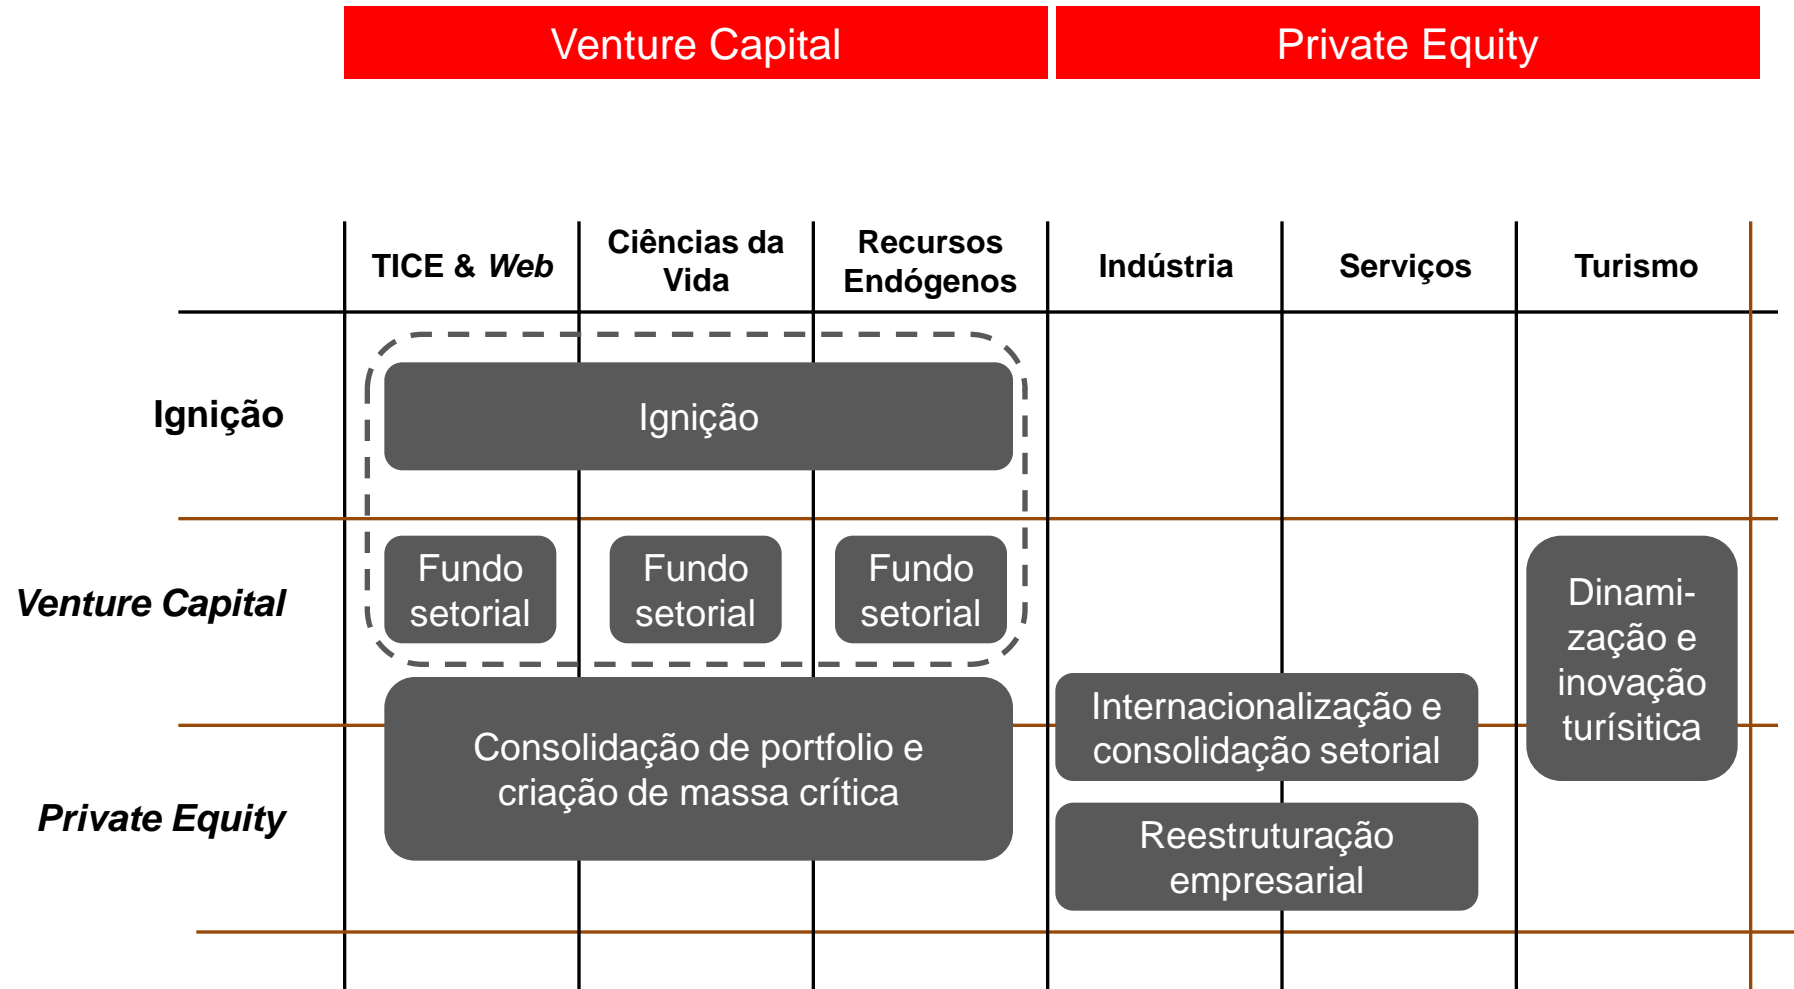 Venture Capital
Private Equity
TICE & Web
Ciências da
Vida
Recursos
Endógenos
Indústria
Serviços
Turismo
Ignição
Ignição
Venture Capital
Fundo
setorial
Fundo
setorial
Fundo
setorial
Dinami-
zação e
inovação
turísitica
Private Equity
Consolidação de portfolio e
criação de massa crítica
Internacionalização e
consolidação setorial
Reestruturação
empresarial